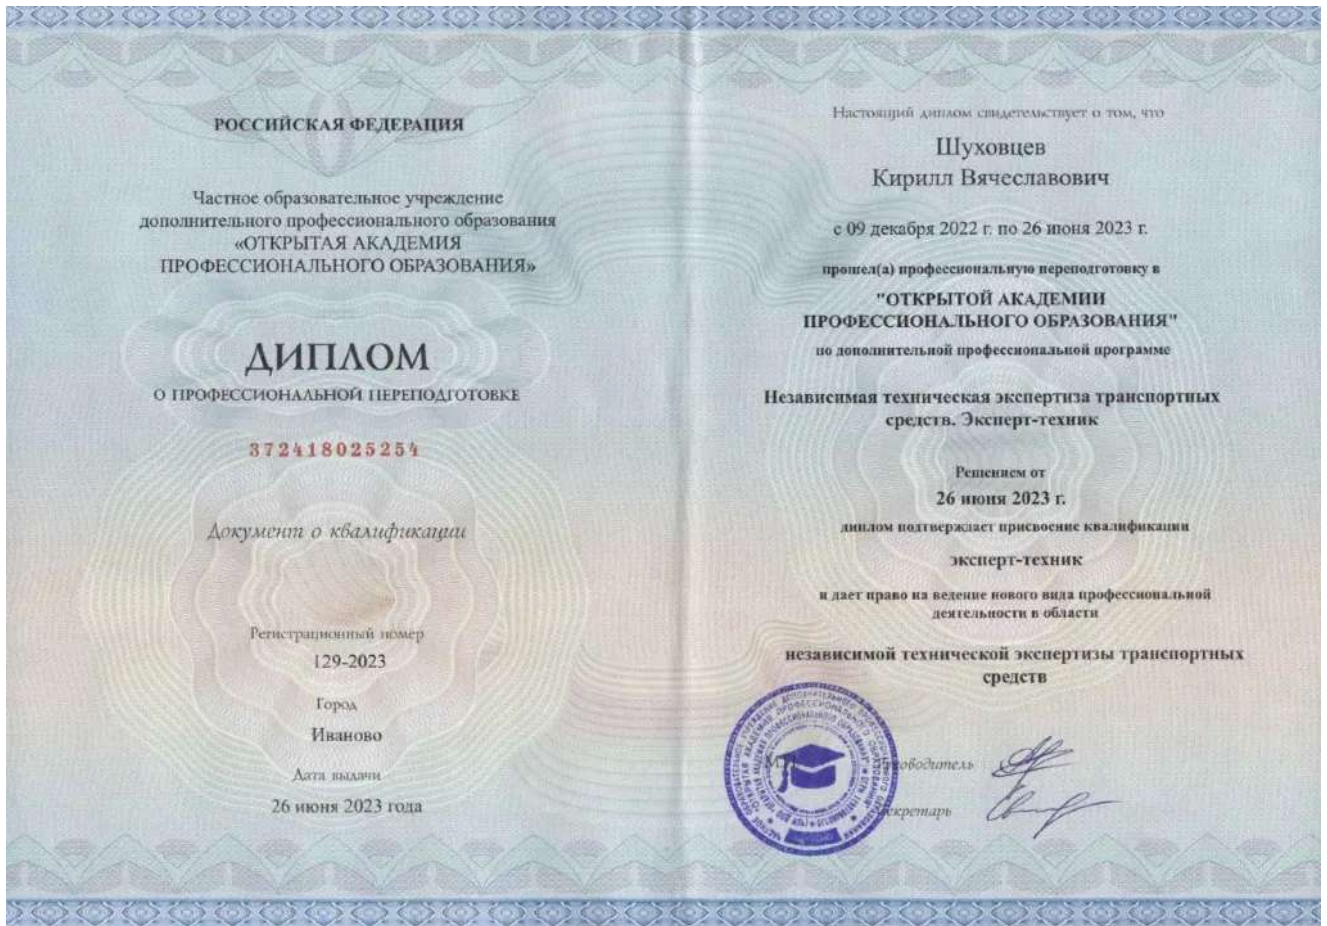 РОССИЙСКАЯ ФЕДЕРАЦИЯ
Частное образовательное учреждение
дополнительного профессионального образования
«ОТКРЫТАЯ АКАДЕМИЯ
ПРОФЕССИОНАЛЬНОГО ОБРАЗОВАНИЯ»
ДИПЛОМ
О ПРОФЕССИОНАЛЬНОЙ ПЕРЕПОДГОТОВКЕ
372418025254
Документ о квалификации
Регистрационный номер
129-2023
Город
Иваново
Дата выдачи
26 июня 2023 года
Настоящий диплом свидетельствует о том, что
Шуховцев
Кирилл Вячеславович
с 09 декабря 2022 г. по 26 июня 2023 г.
прошел(а) профессиональную переподготовку в
"ОТКРЫТОЙ АКАДЕМИИ
ПРОФЕССИОНАЛЬНОГО ОБРАЗОВАНИЯ"
по дополнительной профессиональной программе
Независимая техническая экспертиза транспортных
средств. Эксперт-техник
Решением от
26 июня 2023 г.
диплом подтверждает присвоение квалификации
эксперт-техник
и дает право на ведение нового вида профессиональной
деятельности в области
независимой технической экспертизы транспортных
средств
Руководитель
Секретарь